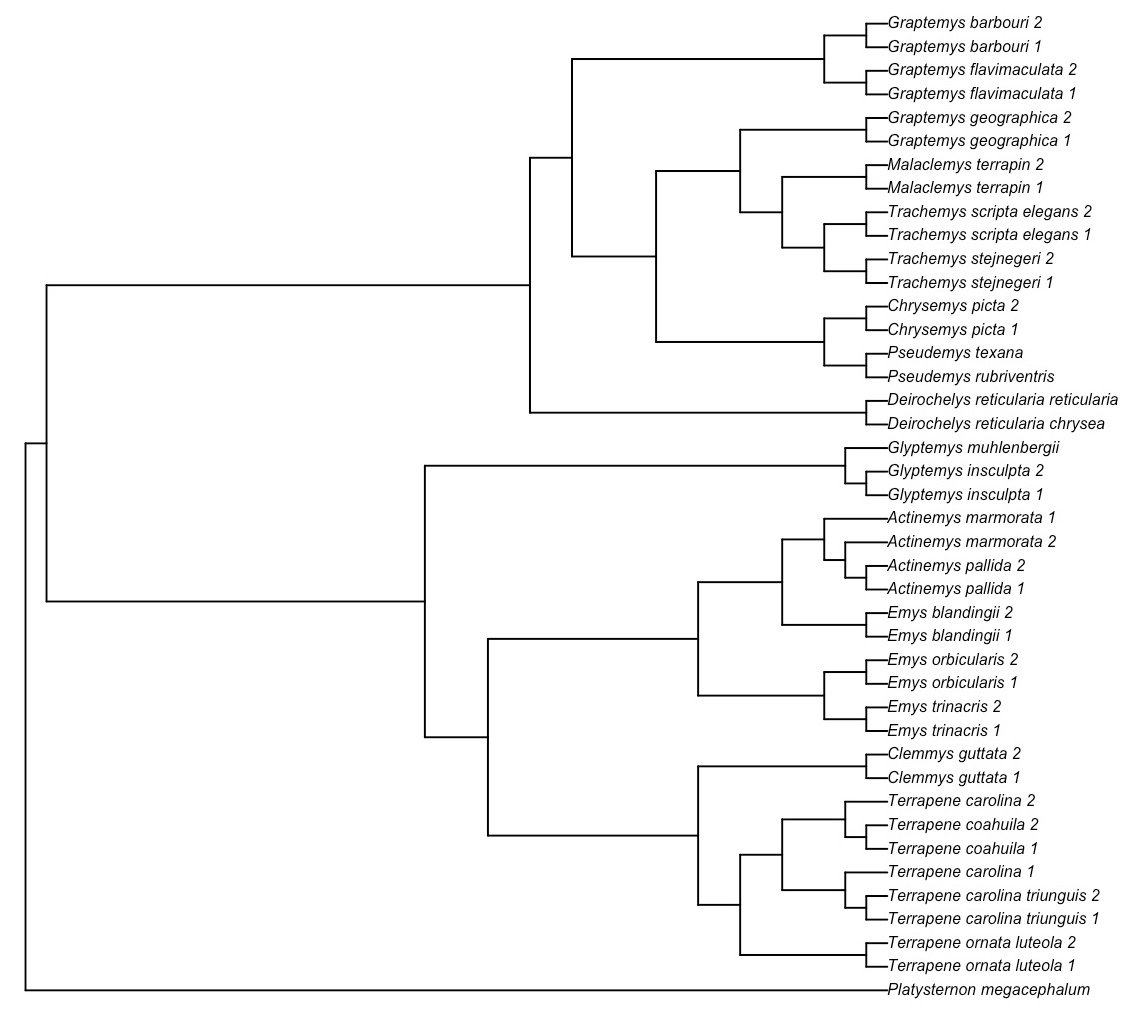 Graptemys barbouri 2
Graptemys barbouri 1
Graptemys flavimaculata 2
Graptemys flavimaculata 1
Graptemys geographica 2
Graptemys geographica 1
Malaclemys terrapin 2
Malaclemys terrapin 1
Trachemys scripta elegans 2
Trachemys scripta elegans 1
Trachemys stejnegeri 2
Trachemys stejnegeri 1
Chrysemys picta 2
Chrysemys picta 1
Pseudemys texana
Pseudemys rubriventris
Deirochelys reticularia reticularia
Deirochelys reticularia chrysea
Glyptemys muhlenbergii
Glyptemys insculpta 2
Glyptemys insculpta 1
Actinemys marmorata 1
Actinemys marmorata 2
Actinemys pallida 2
Actinemys pallida 1
Emys blandingii 2
Emys blandingii 1
Emys orbicularis 2
Emys orbicularis 1
Emys trinacris 2
Emys trinacris 1
Clemmys guttata 2
Clemmys guttata 1
Terrapene carolina 2
Terrapene coahuila 2
Terrapene coahuila 1
Terrapene carolina 1
Terrapene carolina triunguis 2
Terrapene carolina triunguis 1
Terrapene ornata luteola 2
Terrapene ornata luteola 1
Platysternon megacephalum